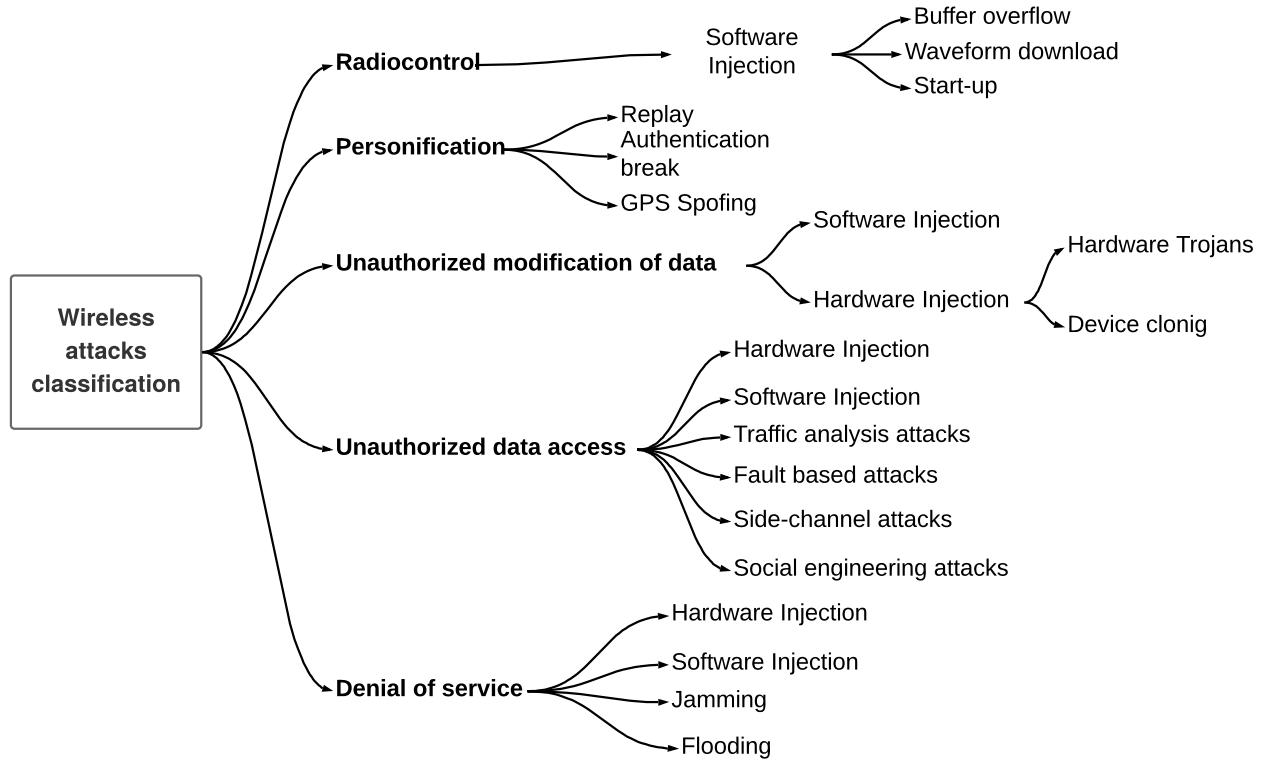 Wireless
attacks
classification
Radiocontrol
Software
Injection
Buffer overflow
Waveform download
Start-up
Personification
Replay
Authentication
break
GPS Spofing
Unauthorized modification of data
Software Injection
Hardware Injection
Hardware Trojans
Device clonig
Unauthorized data access
Hardware Injection
Software Injection
Traffic analysis attacks
Fault based attacks
Side-channel attacks
Social engineering attacks
Denial of service
Hardware Injection
Software Injection
Jamming
Flooding